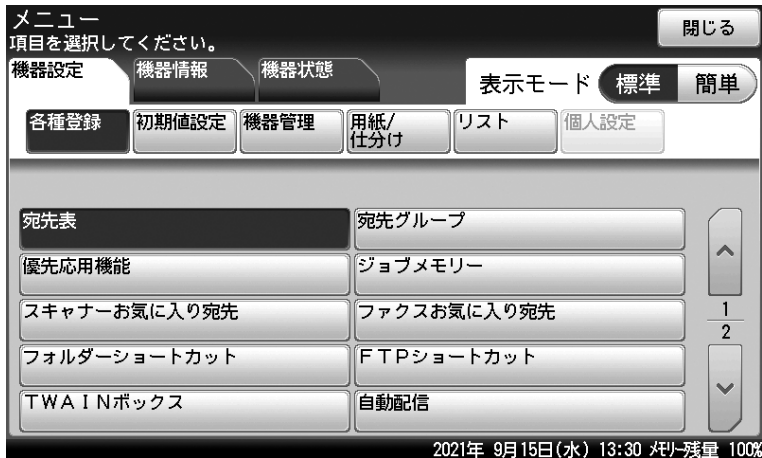 メニュー
項目を選択してください。
閉じる
機器設定
機器情報
機器状態
表示モード
標準
簡単
各種登録
初期値設定
機器管理
用紙/
仕分け
リスト
個人設定
宛先表
宛先グループ
優先応用機能
ジョブメモリー
スキャナーお気に入り宛先
ファクスお気に入り宛先
1
2
フォルダーショートカット
FTPショートカット
TWAINボックス
自動配信
2021年 9月15日(水) 13:30 メモリー残量 100%